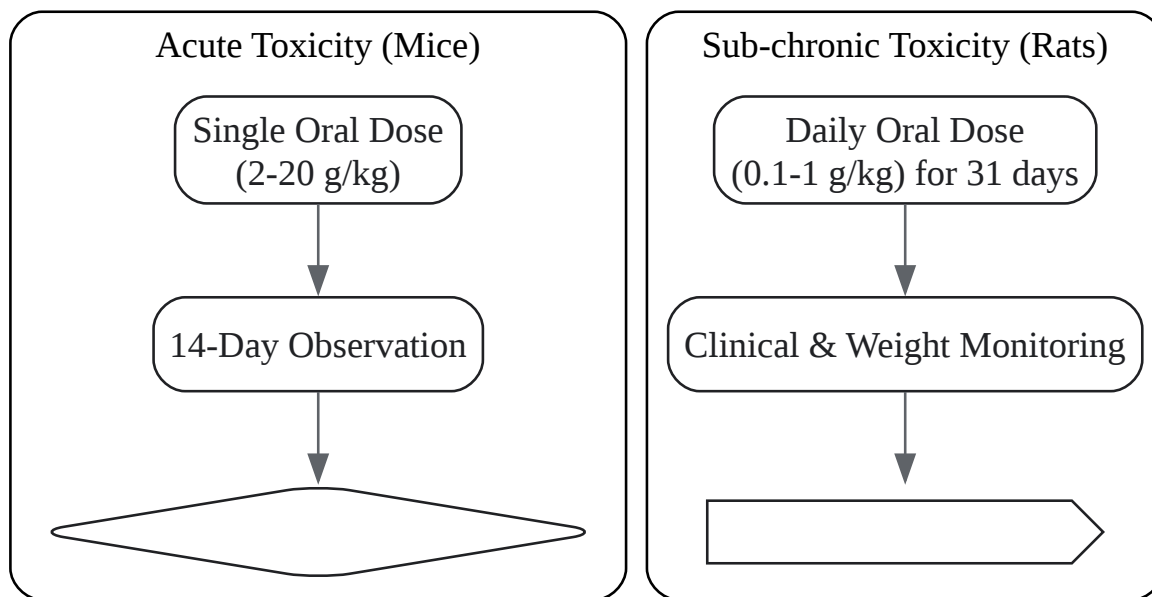 Acute Toxicity (Mice)
Single Oral Dose
(2-20 g/kg)
14-Day Observation
Sub-chronic Toxicity (Rats)
Daily Oral Dose
(0.1-1 g/kg) for 31 days
Clinical & Weight Monitoring